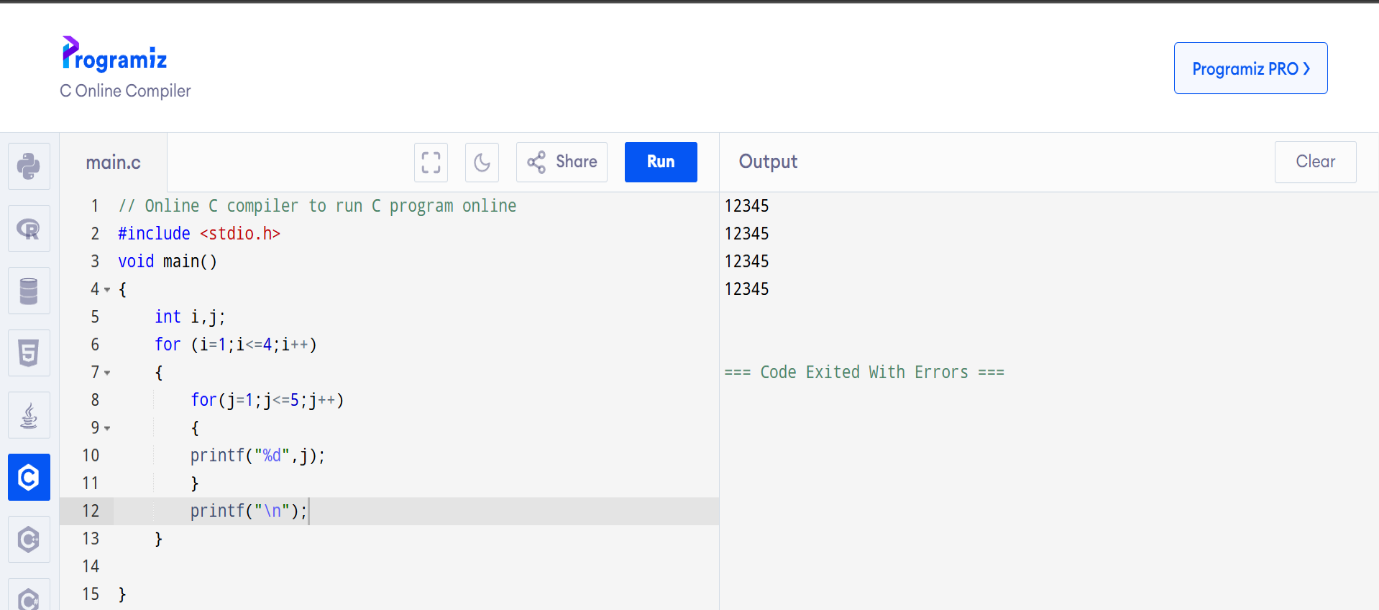 Programiz
C Online Compiler
Programiz PRO ❯
main.c
Share
Run
Output
Clear
1 // Online C compiler to run C program online
2 #include <stdio.h>
3 void main()
4 {
5     int i,j;
6     for (i=1;i<=4;i++)
7     {
8         for(j=1;j<=5;j++)
9         {
10         printf("%d",j);
11         }
12         printf("\n");
13     }
14
15 }
12345
12345
12345
12345
=== Code Exited With Errors ===